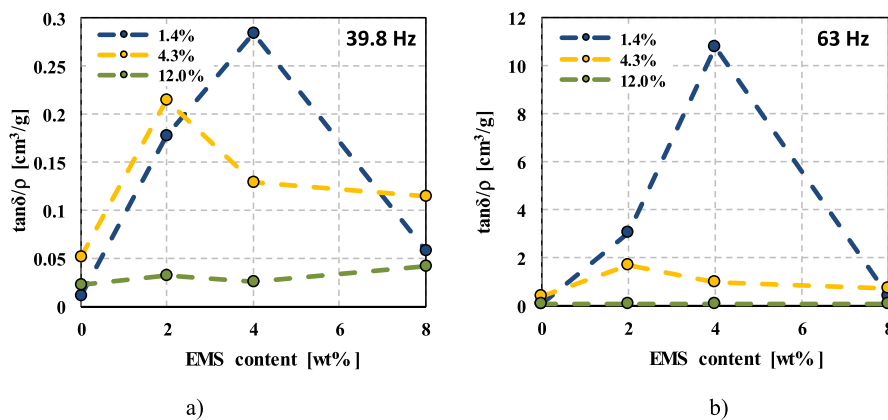 39.8 Hz
1.4%
4.3%
12.0%
tanδ/ρ [cm³/g]
0.3
0.25
0.2
0.15
0.1
0.05
0
0 2 4 6 8
EMS content [wt%]
a)
63 Hz
1.4%
4.3%
12.0%
tanδ/ρ [cm³/g]
12
10
8
6
4
2
0
0 2 4 6 8
EMS content [wt%]
b)